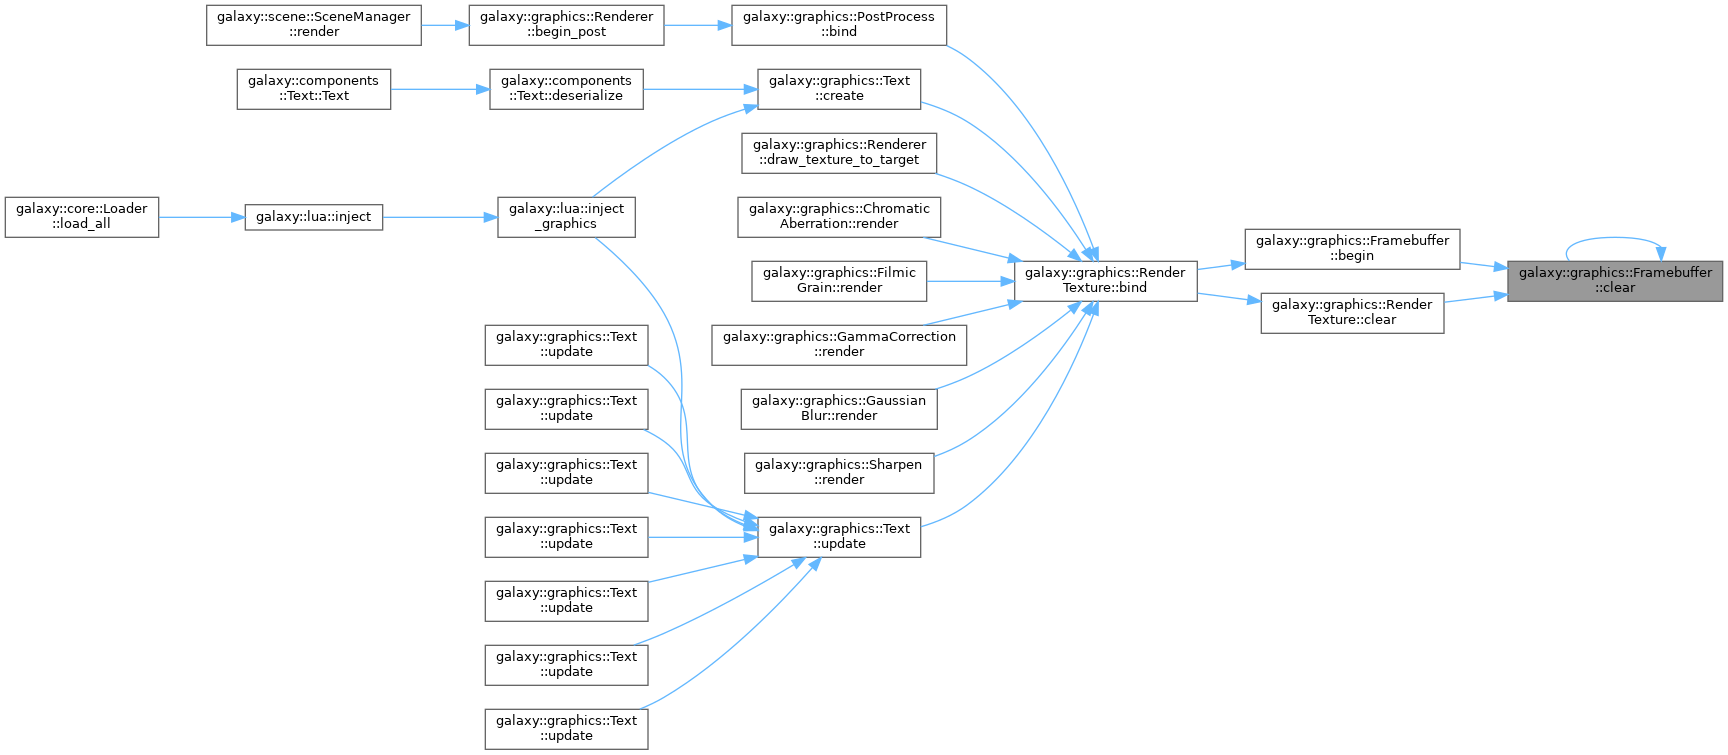 galaxy::scene::SceneManager
::render
galaxy::graphics::Renderer
::begin_post
galaxy::graphics::PostProcess
::bind
galaxy::components
::Text::Text
galaxy::components
::Text::deserialize
galaxy::graphics::Text
::create
galaxy::graphics::Renderer
::draw_texture_to_target
galaxy::core::Loader
::load_all
galaxy::lua::inject
galaxy::lua::inject
_graphics
galaxy::graphics::Chromatic
Aberration::render
galaxy::graphics::Filmic
Grain::render
galaxy::graphics::Render
Texture::bind
galaxy::graphics::Framebuffer
::begin
galaxy::graphics::Render
Texture::clear
galaxy::graphics::Framebuffer
::clear
galaxy::graphics::Text
::update
galaxy::graphics::GammaCorrection
::render
galaxy::graphics::Text
::update
galaxy::graphics::Gaussian
Blur::render
galaxy::graphics::Text
::update
galaxy::graphics::Sharpen
::render
galaxy::graphics::Text
::update
galaxy::graphics::Text
::update
galaxy::graphics::Text
::update
galaxy::graphics::Text
::update
galaxy::graphics::Text
::update